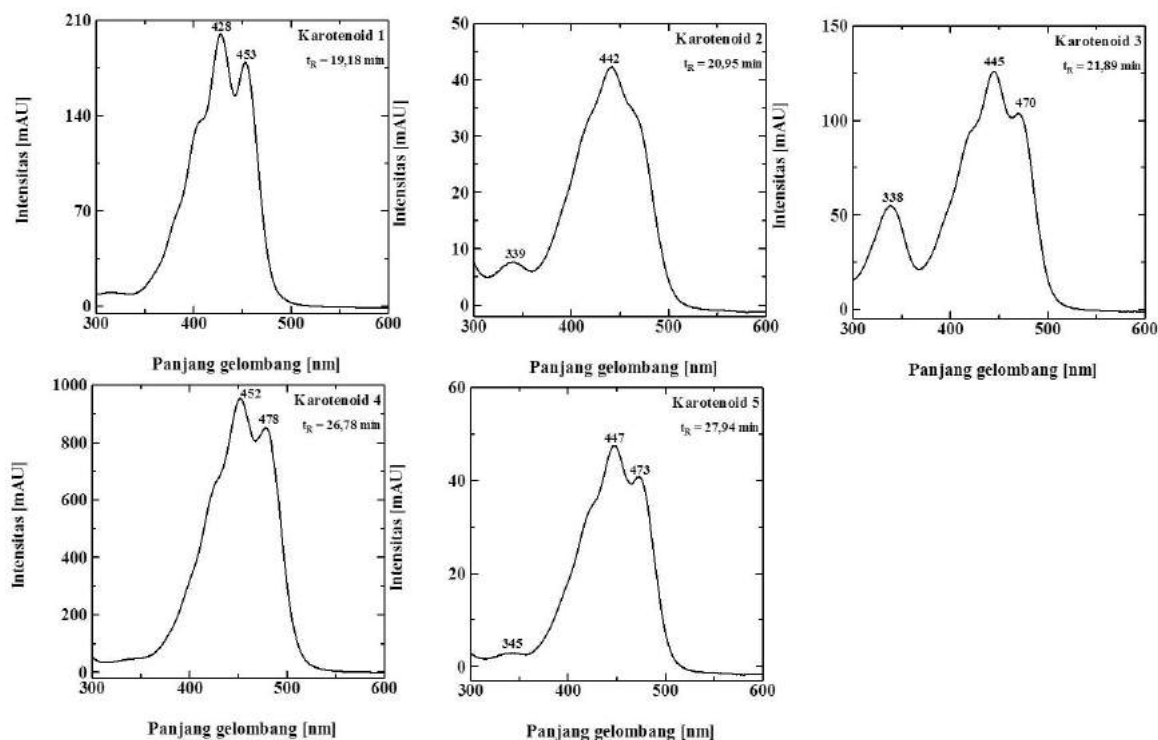 Karotenoid 1
t_R = 19,18 min
428
453
210
140
70
0
300
400
500
600
Intensitas [mAU]
Panjang gelombang [nm]
Karotenoid 2
t_R = 20,95 min
442
339
50
40
30
20
10
0
300
400
500
600
Intensitas [mAU]
Panjang gelombang [nm]
Karotenoid 3
t_R = 21,89 min
445
470
338
150
100
50
0
300
400
500
600
Intensitas [mAU]
Panjang gelombang [nm]
Karotenoid 4
t_R = 26,78 min
452
478
1000
800
600
400
200
0
300
400
500
600
Intensitas [mAU]
Panjang gelombang [nm]
Karotenoid 5
t_R = 27,94 min
447
473
345
60
40
20
0
300
400
500
600
Intensitas [mAU]
Panjang gelombang [nm]